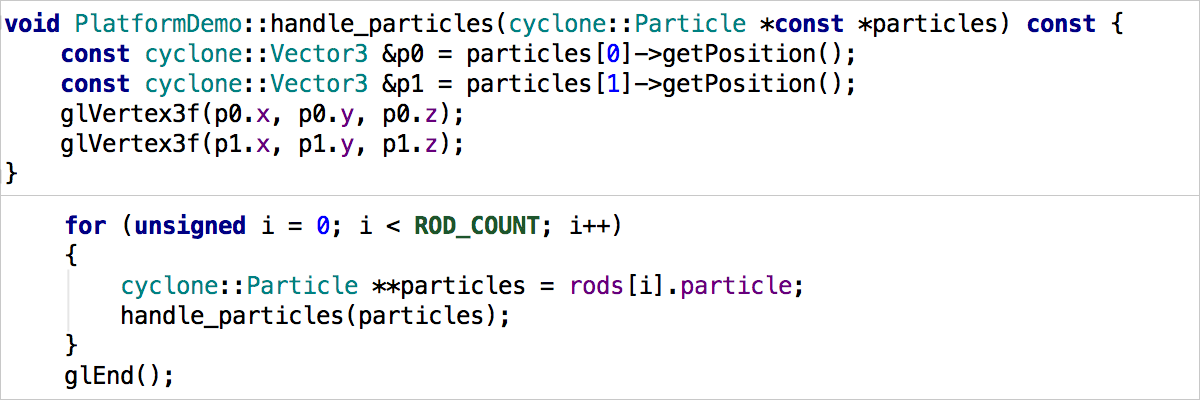 void PlatformDemo::handle_particles(cyclone::Particle *const *particles) const {
    const cyclone::Vector3 &p0 = particles[0]->getPosition();
    const cyclone::Vector3 &p1 = particles[1]->getPosition();
    glVertex3f(p0.x, p0.y, p0.z);
    glVertex3f(p1.x, p1.y, p1.z);
}
    for (unsigned i = 0; i < ROD_COUNT; i++)
    {
        cyclone::Particle **particles = rods[i].particle;
        handle_particles(particles);
    }
    glEnd();